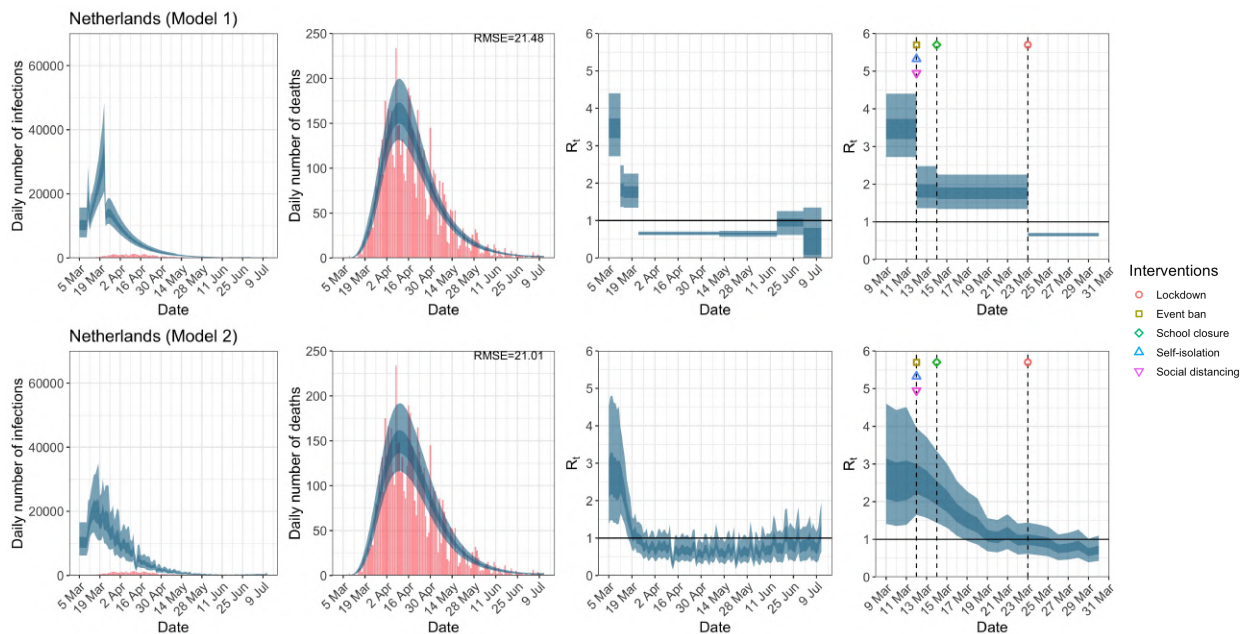 Netherlands (Model 1)
Daily number of infections
60000
40000
20000
0
5 Mar
19 Mar
2 Apr
16 Apr
30 Apr
14 May
28 May
11 Jun
25 Jun
9 Jul
Date
Daily number of deaths
250
200
150
100
50
0
RMSE=21.48
5 Mar
19 Mar
2 Apr
16 Apr
30 Apr
14 May
28 May
11 Jun
25 Jun
9 Jul
Date
Rt
6
5
4
3
2
1
0
5 Mar
19 Mar
2 Apr
16 Apr
30 Apr
14 May
28 May
11 Jun
25 Jun
9 Jul
Date
Rt
6
5
4
3
2
1
0
9 Mar
11 Mar
13 Mar
15 Mar
17 Mar
19 Mar
21 Mar
23 Mar
25 Mar
27 Mar
29 Mar
31 Mar
Date
Interventions
Lockdown
Event ban
School closure
Self-isolation
Social distancing
Netherlands (Model 2)
Daily number of infections
60000
40000
20000
0
5 Mar
19 Mar
2 Apr
16 Apr
30 Apr
14 May
28 May
11 Jun
25 Jun
9 Jul
Date
Daily number of deaths
250
200
150
100
50
0
RMSE=21.01
5 Mar
19 Mar
2 Apr
16 Apr
30 Apr
14 May
28 May
11 Jun
25 Jun
9 Jul
Date
Rt
6
5
4
3
2
1
0
5 Mar
19 Mar
2 Apr
16 Apr
30 Apr
14 May
28 May
11 Jun
25 Jun
9 Jul
Date
Rt
6
5
4
3
2
1
0
9 Mar
11 Mar
13 Mar
15 Mar
17 Mar
19 Mar
21 Mar
23 Mar
25 Mar
27 Mar
29 Mar
31 Mar
Date